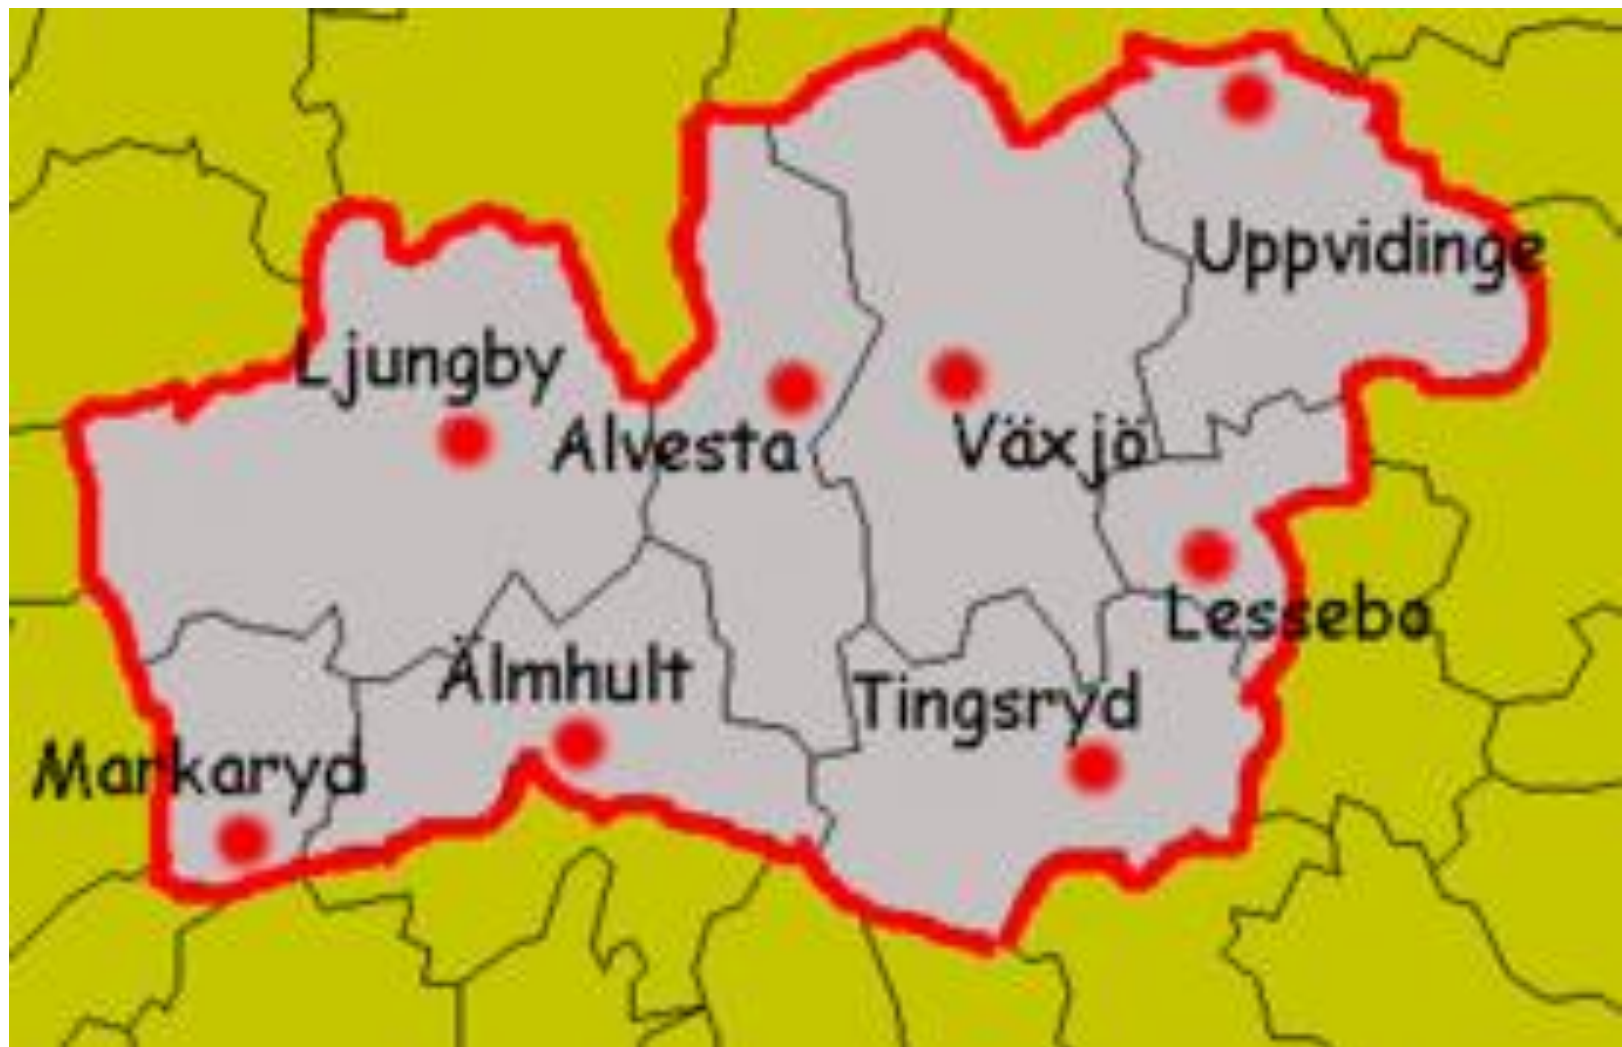 Uppvidinge
Ljungby
Alvesta
Växjö
Lessebo
Älmhult
Tingsryd
Markaryd